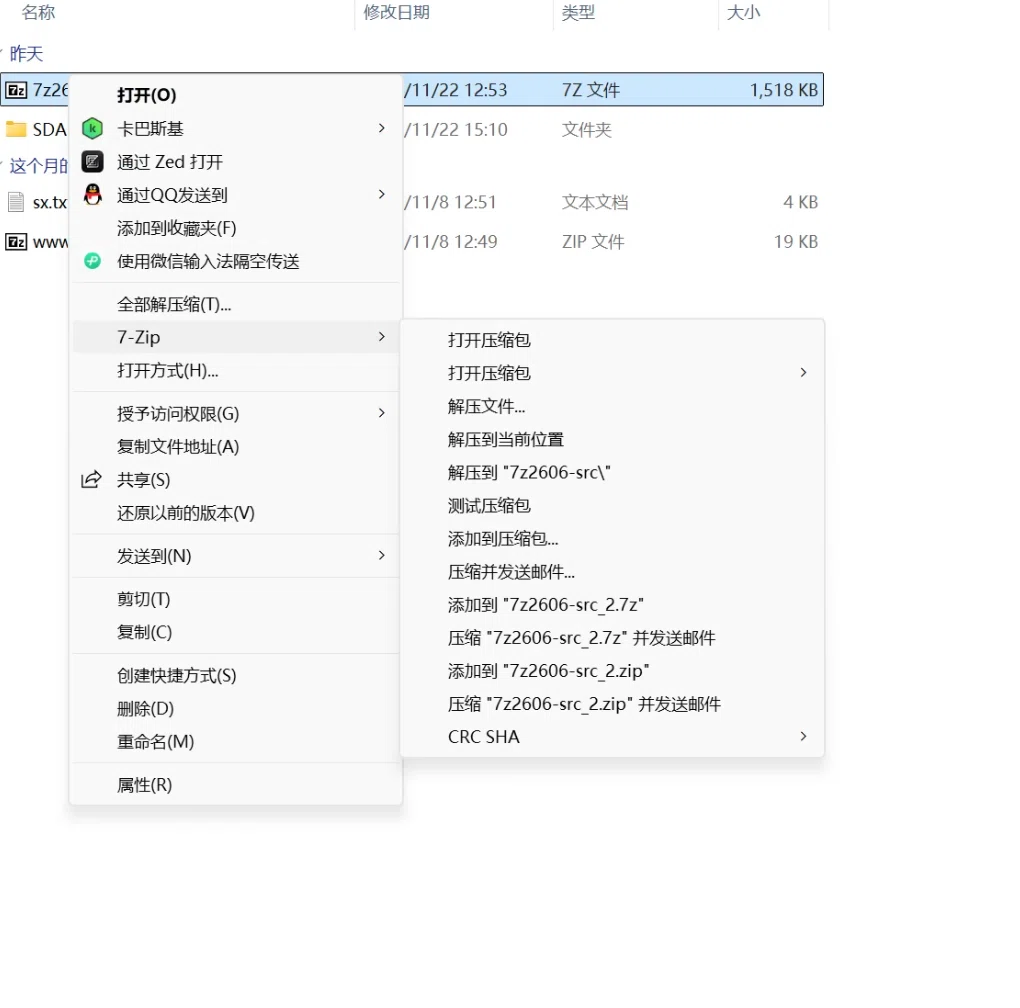 名称 修改日期 类型 大小
昨天
7z26 /11/22 12:53 7Z 文件 1,518 KB
SDA /11/22 15:10 文件夹
这个月的
sx.tx /11/8 12:51 文本文档 4 KB
www /11/8 12:49 ZIP 文件 19 KB
打开(O)
卡巴斯基
通过 Zed 打开
通过QQ发送到
添加到收藏夹(F)
使用微信输入法隔空传送
全部解压缩(T)...
7-Zip
打开方式(H)...
授予访问权限(G)
复制文件地址(A)
共享(S)
还原以前的版本(V)
发送到(N)
剪切(T)
复制(C)
创建快捷方式(S)
删除(D)
重命名(M)
属性(R)
打开压缩包
打开压缩包
解压文件...
解压到当前位置
解压到 "7z2606-src\"
测试压缩包
添加到压缩包...
压缩并发送邮件...
添加到 "7z2606-src_2.7z"
压缩 "7z2606-src_2.7z" 并发送邮件
添加到 "7z2606-src_2.zip"
压缩 "7z2606-src_2.zip" 并发送邮件
CRC SHA